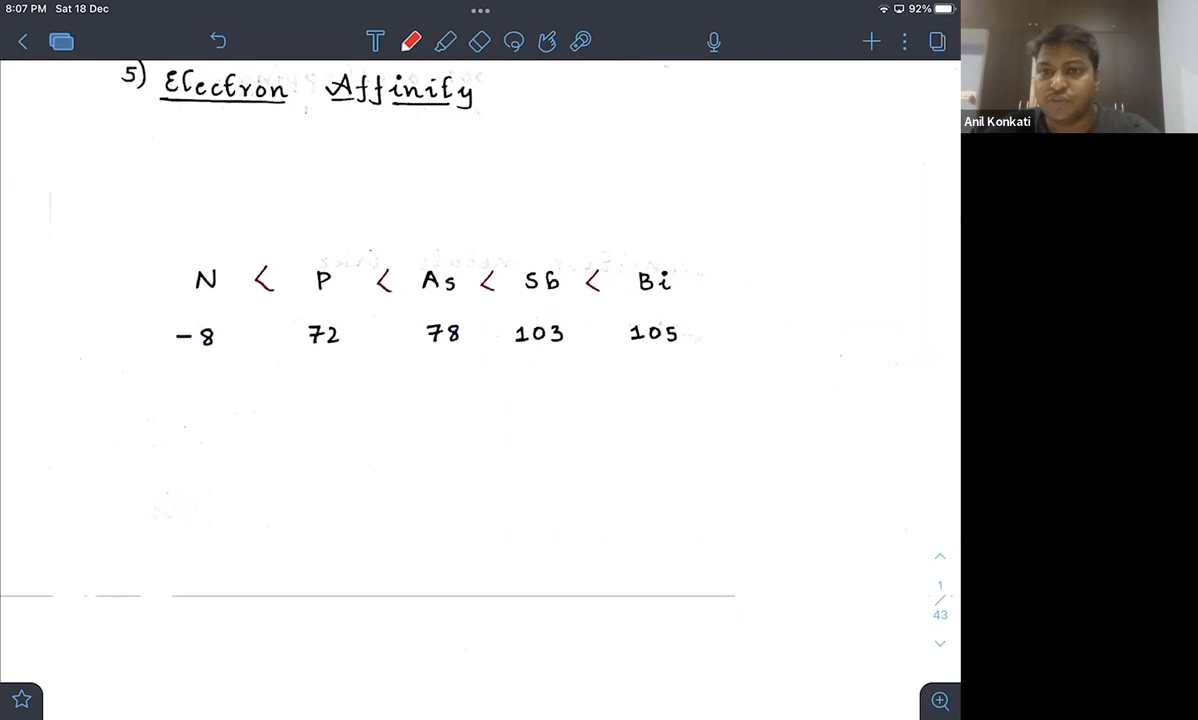 8:07 PM Sat 18 Dec
92%
T
Anil Konkati
5) Electron Affinity
N < P < As < Sb < Bi
-8 72 78 103 105
1
/
43